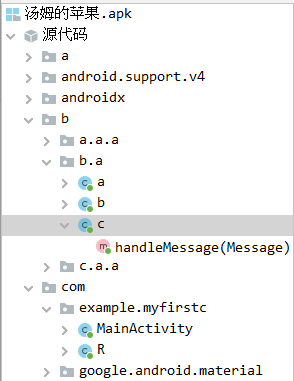 汤姆的苹果.apk
源代码
a
android.support.v4
androidx
b
a.a.a
b.a
c a
c b
c c
m handleMessage(Message)
c.a.a
com
example.myfirstc
c MainActivity
c R
google.android.material